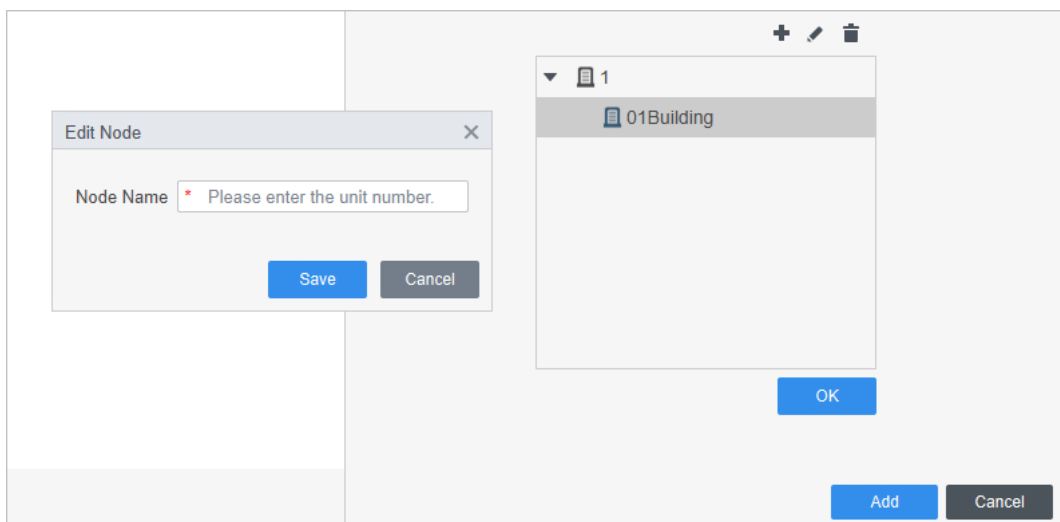 1
01Building
Edit Node
Node Name * Please enter the unit number.
Save Cancel
OK
Add Cancel